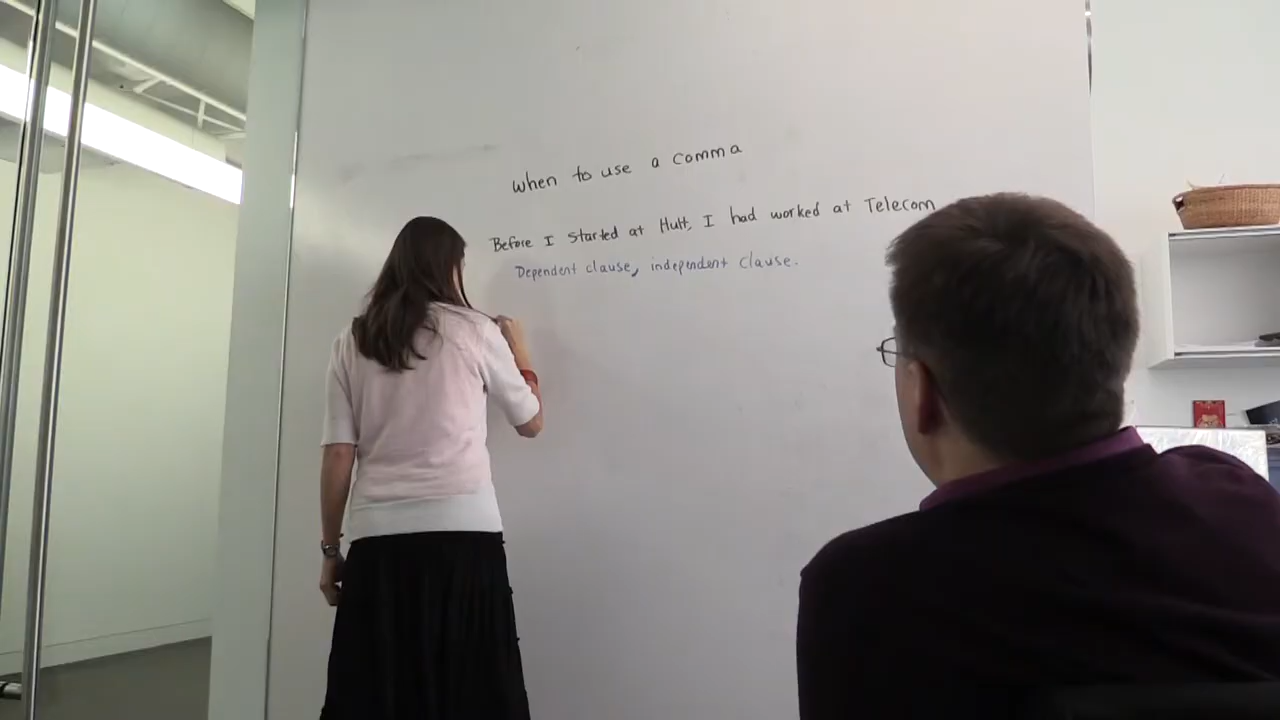 when to use a comma
Before I started at Hult, I had worked at Telecom
Dependent clause, independent clause.